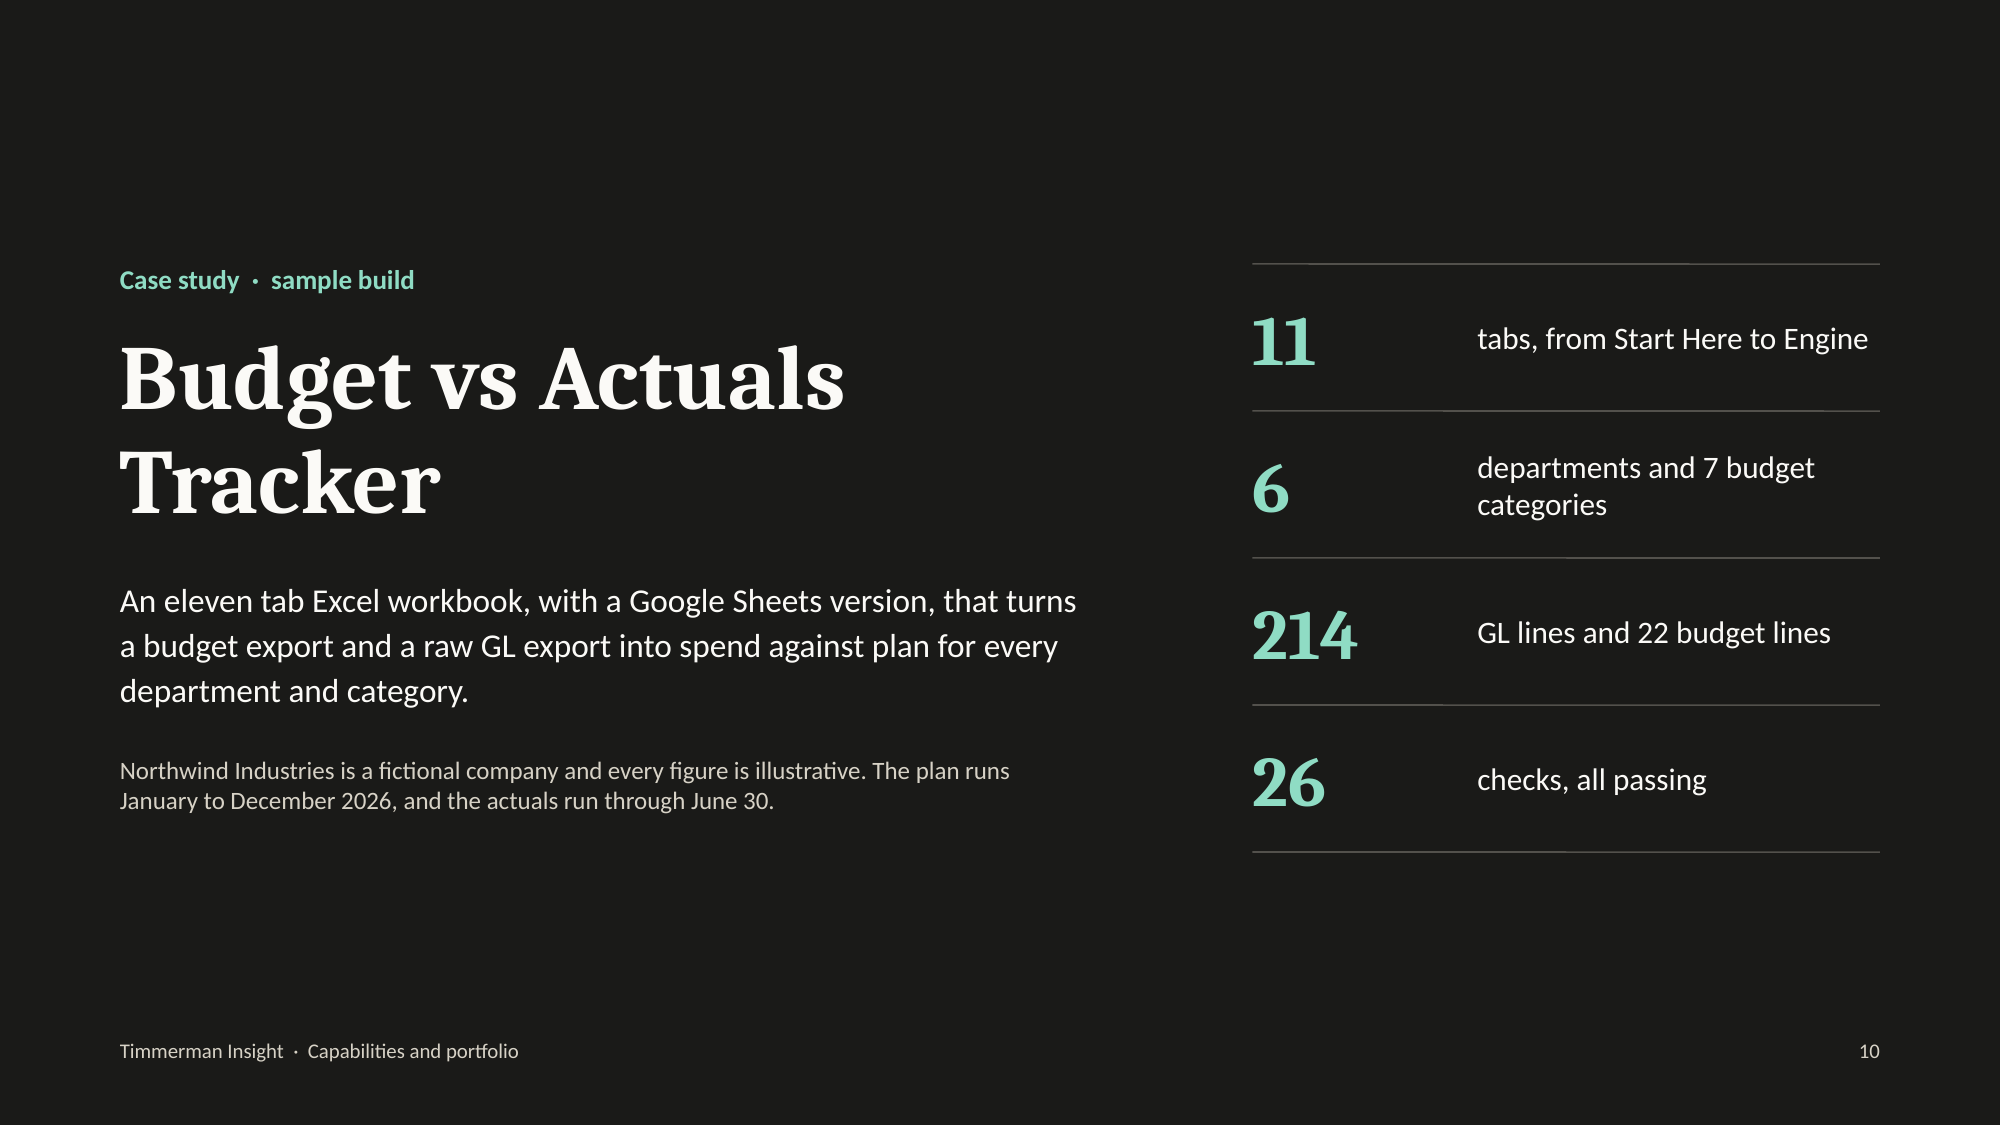 Case study · sample build
Budget vs Actuals
Tracker
An eleven tab Excel workbook, with a Google Sheets version, that turns
a budget export and a raw GL export into spend against plan for every
department and category.
Northwind Industries is a fictional company and every figure is illustrative. The plan runs
January to December 2026, and the actuals run through June 30.
11
tabs, from Start Here to Engine
6
departments and 7 budget
categories
214
GL lines and 22 budget lines
26
checks, all passing
Timmerman Insight · Capabilities and portfolio
10